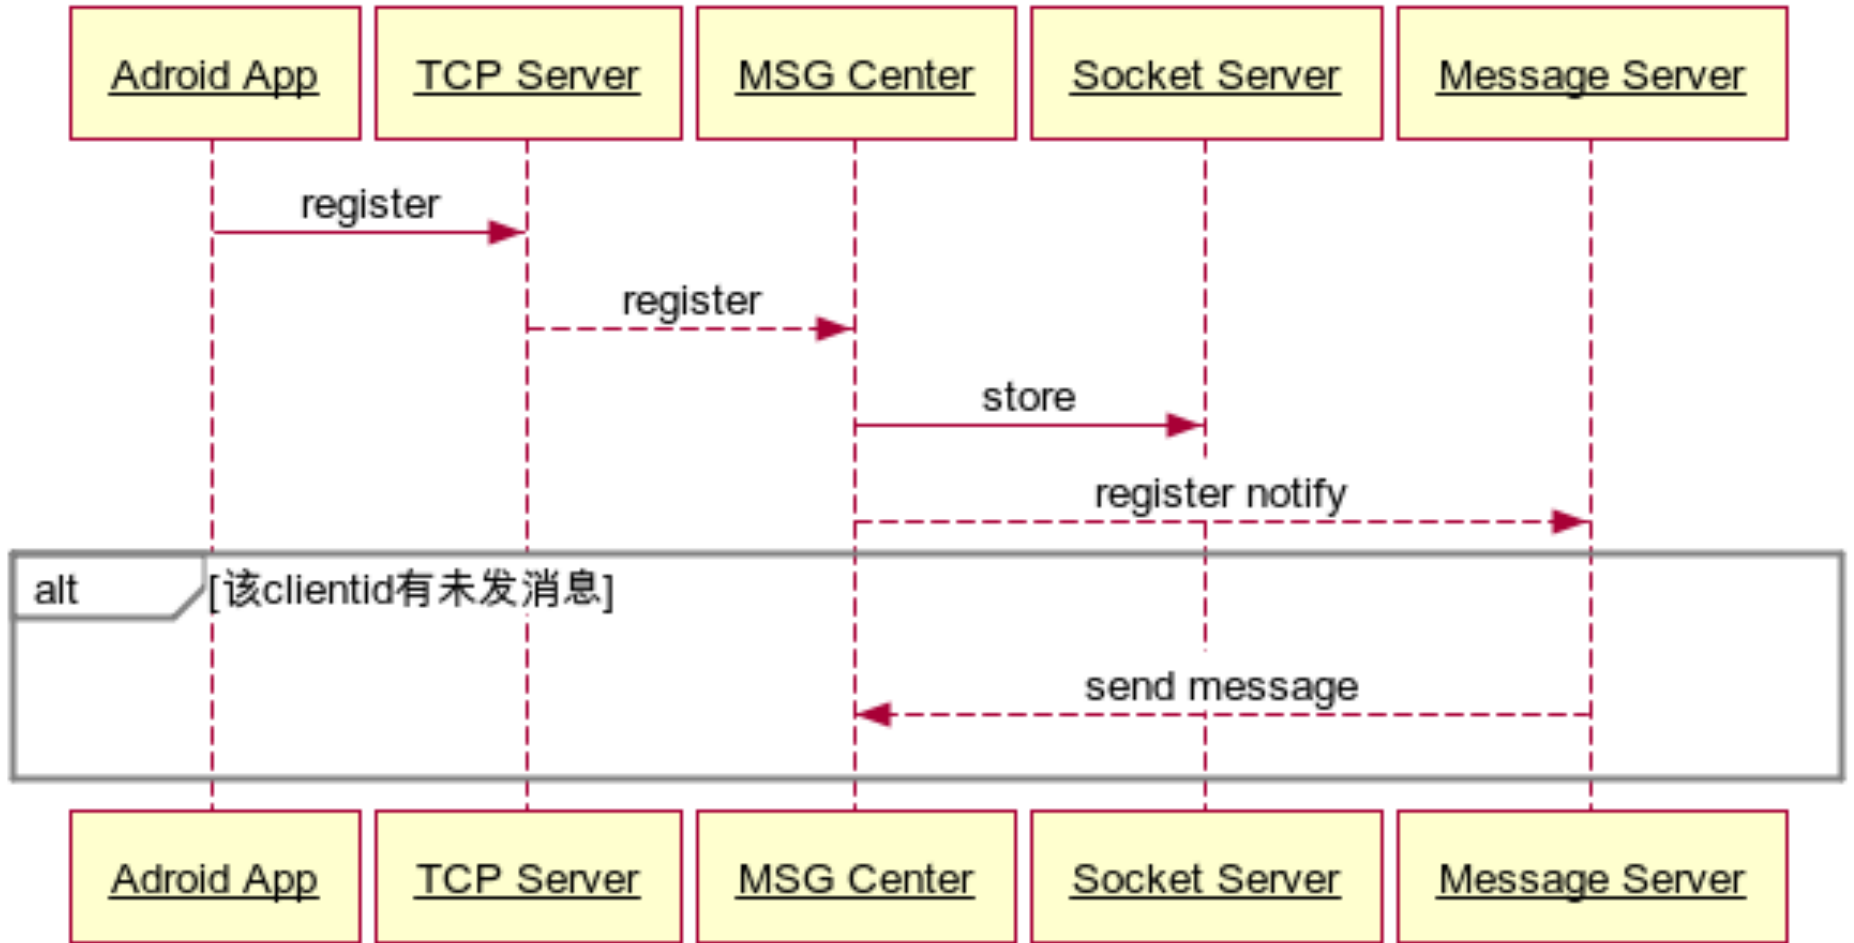 Adroid App TCP Server MSG Center Socket Server Message Server
register
register
store
register notify
alt [该clientid有未发消息]
send message
Adroid App TCP Server MSG Center Socket Server Message Server